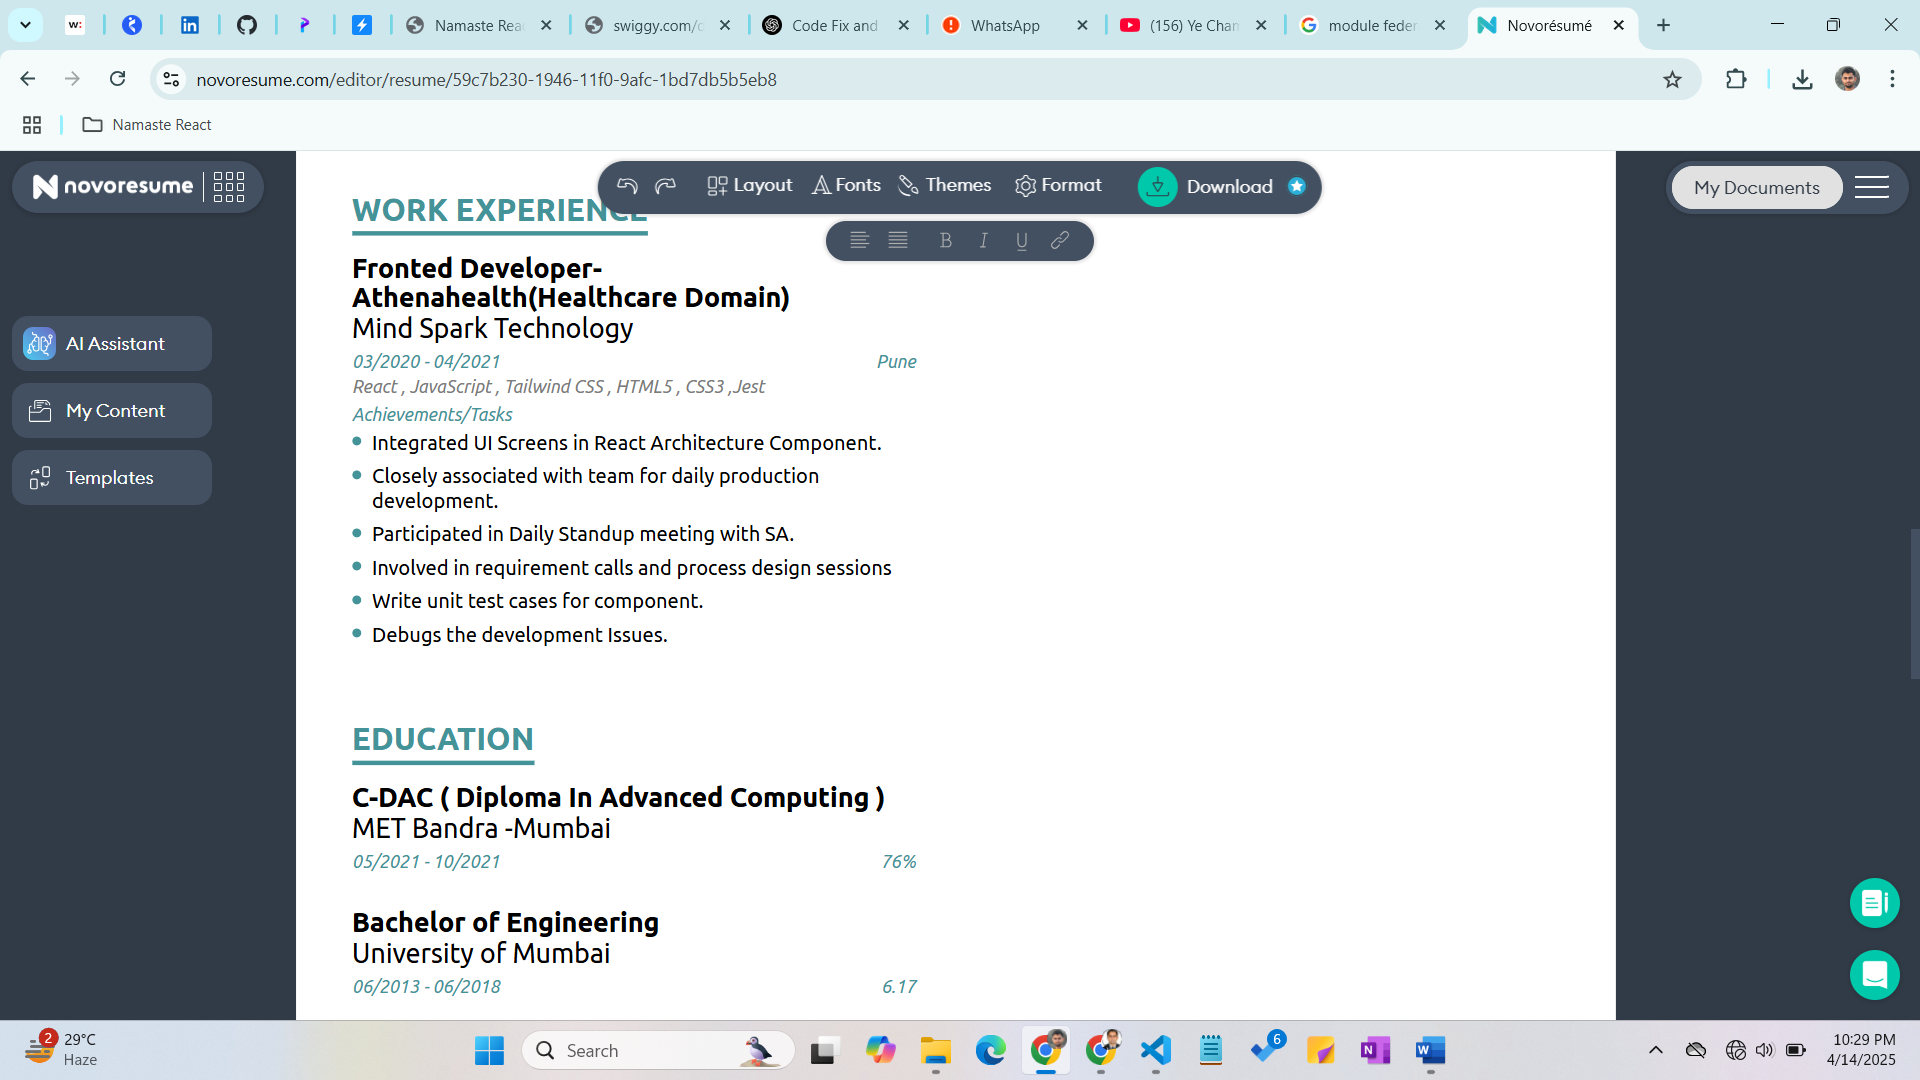 w:
Namaste Rea
swiggy.com/d
Code Fix and
WhatsApp
(156) Ye Chan
module feder
Novorésumé
novoresume.com/editor/resume/59c7b230-1946-11f0-9afc-1bd7db5b5eb8
Namaste React
novoresume
Layout
Fonts
Themes
Format
Download
My Documents
B I U
AI Assistant
My Content
Templates
WORK EXPERIENCE
Fronted Developer-
Athenahealth(Healthcare Domain)
Mind Spark Technology
03/2020 - 04/2021 Pune
React , JavaScript , Tailwind CSS , HTML5 , CSS3 ,Jest
Achievements/Tasks
Integrated UI Screens in React Architecture Component.
Closely associated with team for daily production
development.
Participated in Daily Standup meeting with SA.
Involved in requirement calls and process design sessions
Write unit test cases for component.
Debugs the development Issues.
EDUCATION
C-DAC ( Diploma In Advanced Computing )
MET Bandra -Mumbai
05/2021 - 10/2021 76%
Bachelor of Engineering
University of Mumbai
06/2013 - 06/2018 6.17
2
29°C
Haze
Search
6
10:29 PM
4/14/2025